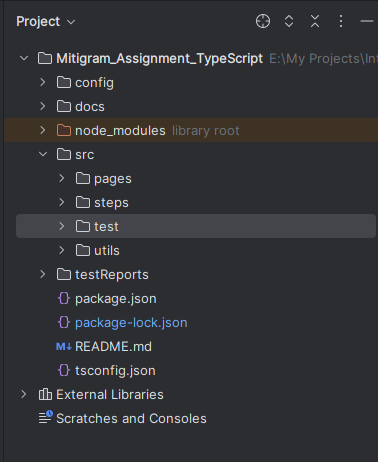 Project
Mitigram_Assignment_TypeScript E:\My Projects\Int
config
docs
node_modules library root
src
pages
steps
test
utils
testReports
{} package.json
{} package-lock.json
M↓ README.md
{} tsconfig.json
External Libraries
Scratches and Consoles